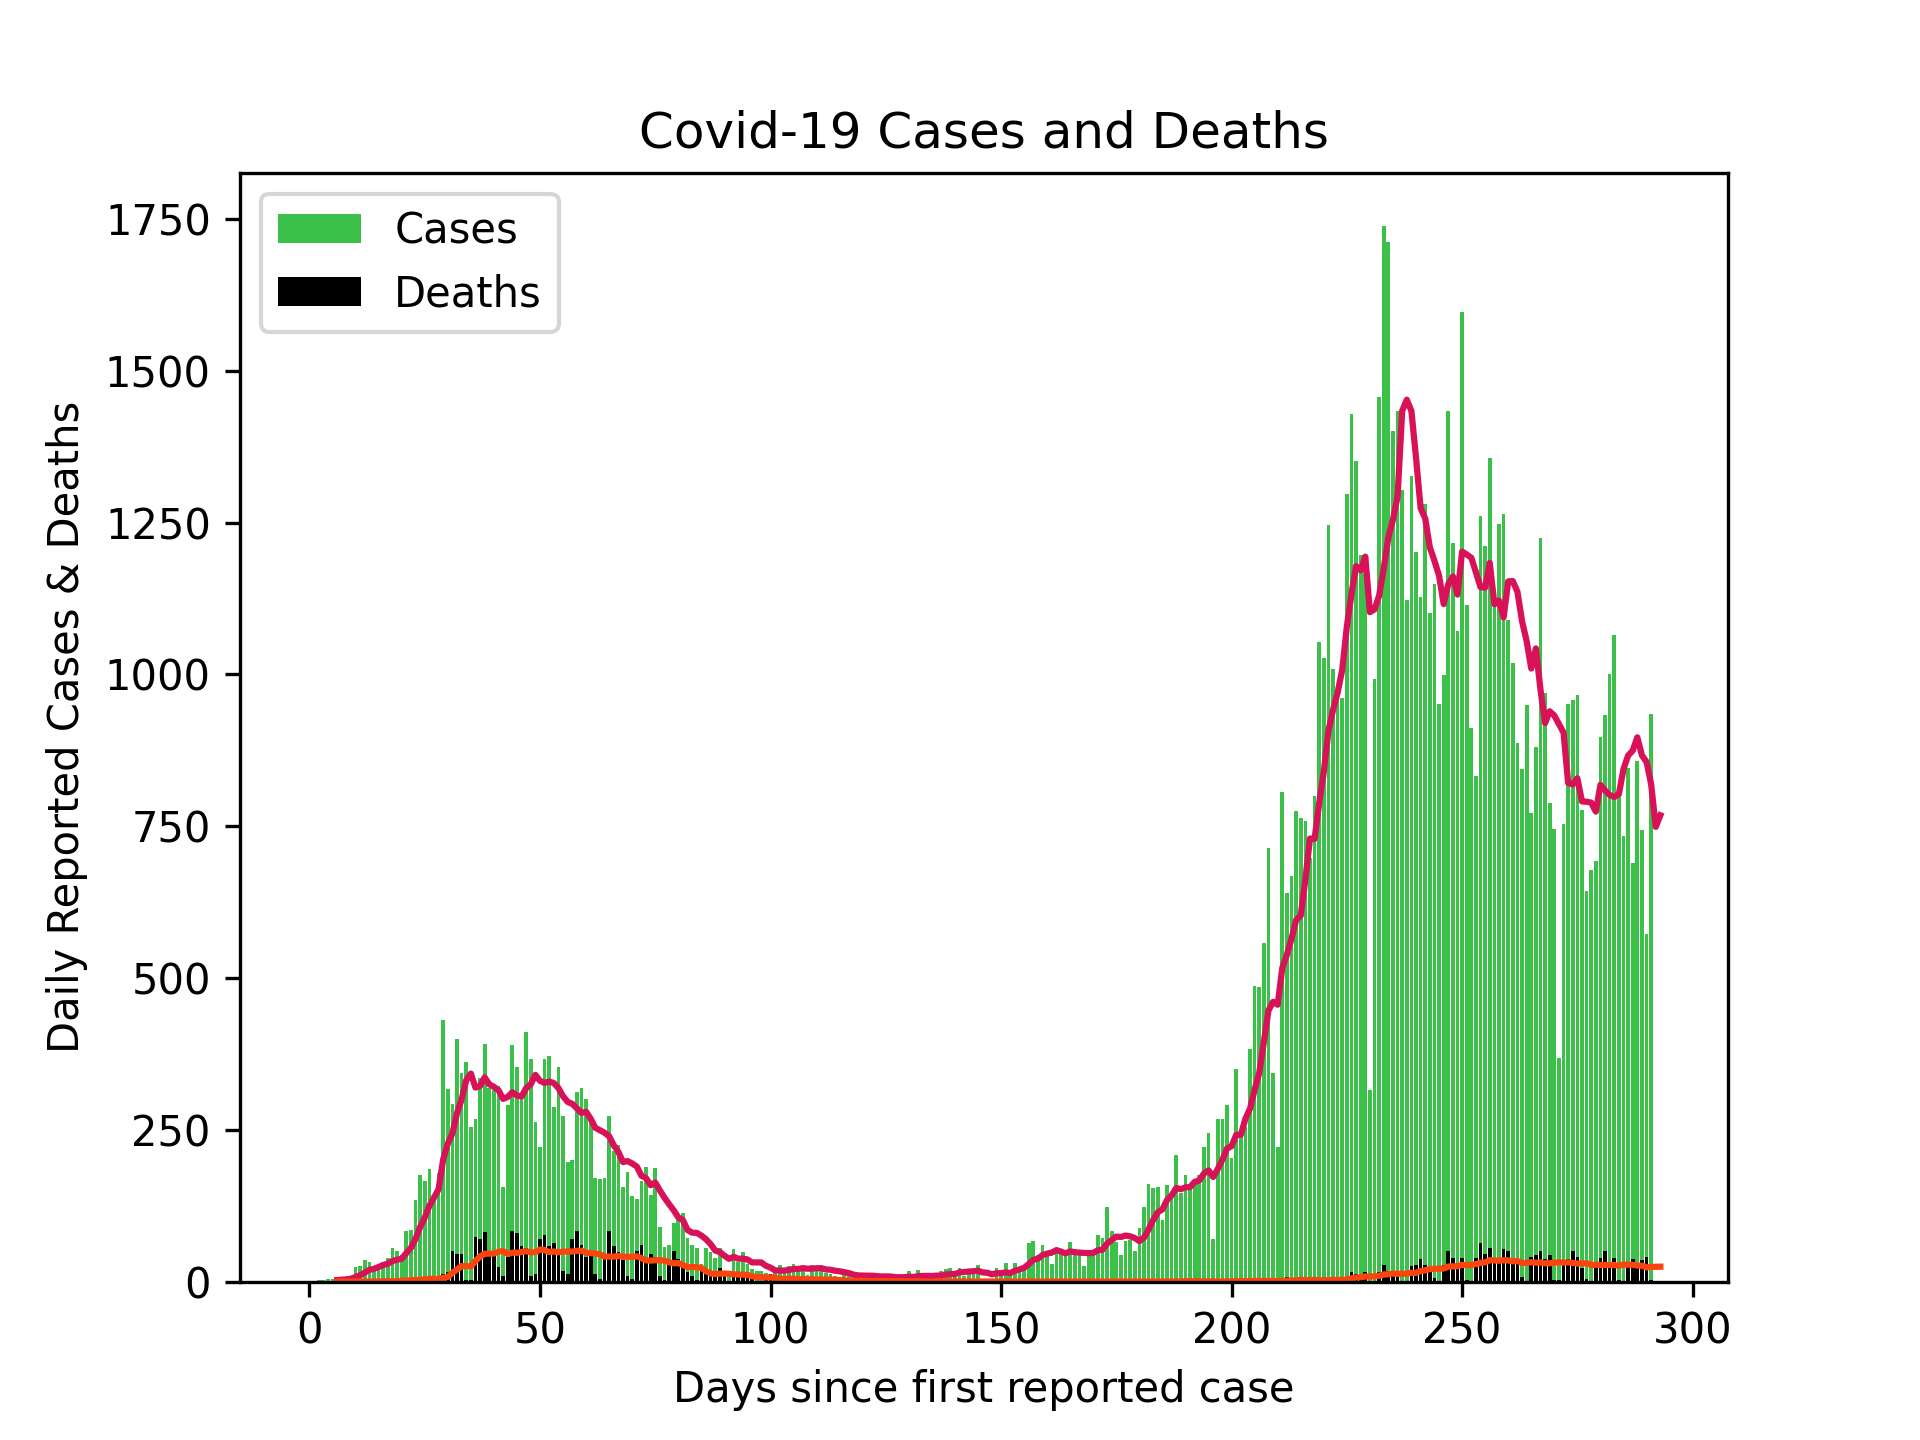 Covid-19 Cases and Deaths
Cases
Deaths
1750
1500
1250
1000
750
500
250
0
Daily Reported Cases & Deaths
0 50 100 150 200 250 300
Days since first reported case